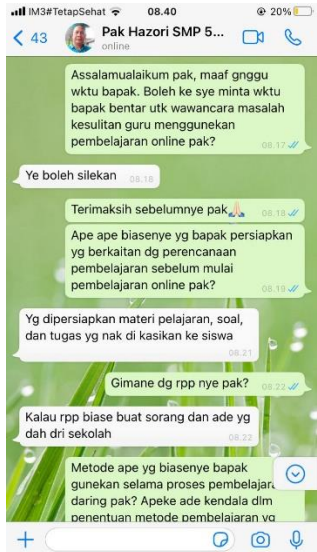 IM3#TetapSehat 08.40 20%
43 Pak Hazori SMP 5...
online
Assalamualaikum pak, maaf gnggu
wktu bapak. Boleh ke sye minta wktu
bapak bentar utk wawancara masalah
kesulitan guru menggunekan
pembelajaran online pak?
08.17
Ye boleh silekan 08.18
Terimaksih sebelumnye pak🙏 08.18
Ape ape biasenye yg bapak persiapkan
yg berkaitan dg perencanaan
pembelajaran sebelum mulai
pembelajaran online pak? 08.19
Yg dipersiapkan materi pelajaran, soal,
dan tugas yg nak di kasikan ke siswa
08.21
Gimane dg rpp nye pak? 08.22
Kalau rpp biase buat sorang dan ade yg
dah dri sekolah 08.22
Metode ape yg biasenye bapak
gunekan selama proses pembelajara
daring pak? Apeke ade kendala dlm
penentuan metode pembelajaran yg